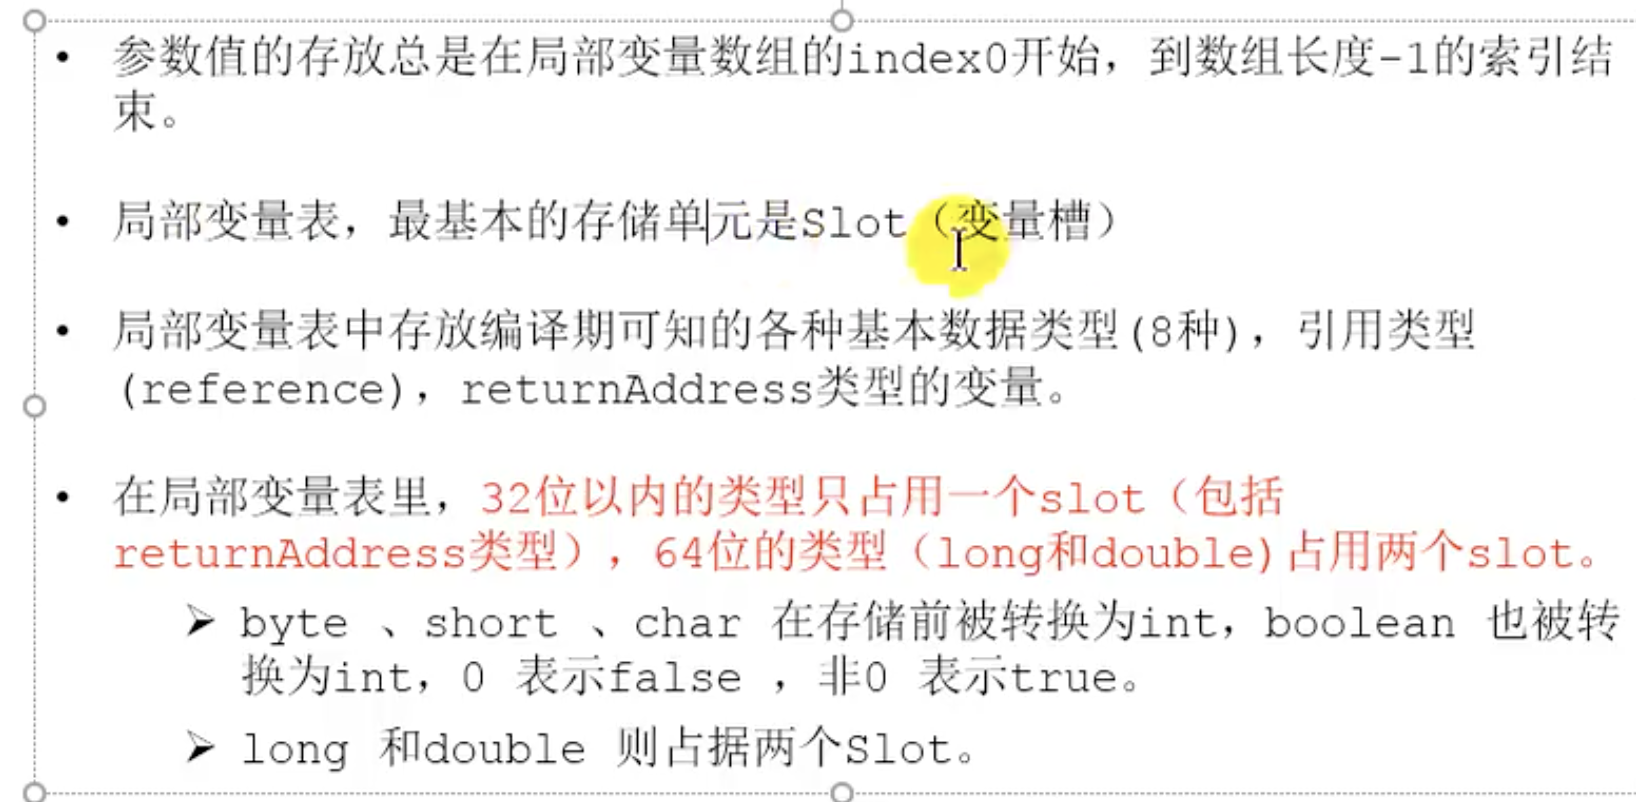 • 参数值的存放总是在局部变量数组的index0开始，到数组长度-1的索引结
束。
• 局部变量表，最基本的存储单元是Slot（变量槽）
• 局部变量表中存放编译期可知的各种基本数据类型(8种)，引用类型
(reference)，returnAddress类型的变量。
• 在局部变量表里，32位以内的类型只占用一个slot（包括
returnAddress类型），64位的类型（long和double)占用两个slot。
➢ byte 、short 、char 在存储前被转换为int，boolean 也被转
换为int，0 表示false ，非0 表示true。
➢ long 和double 则占据两个Slot。